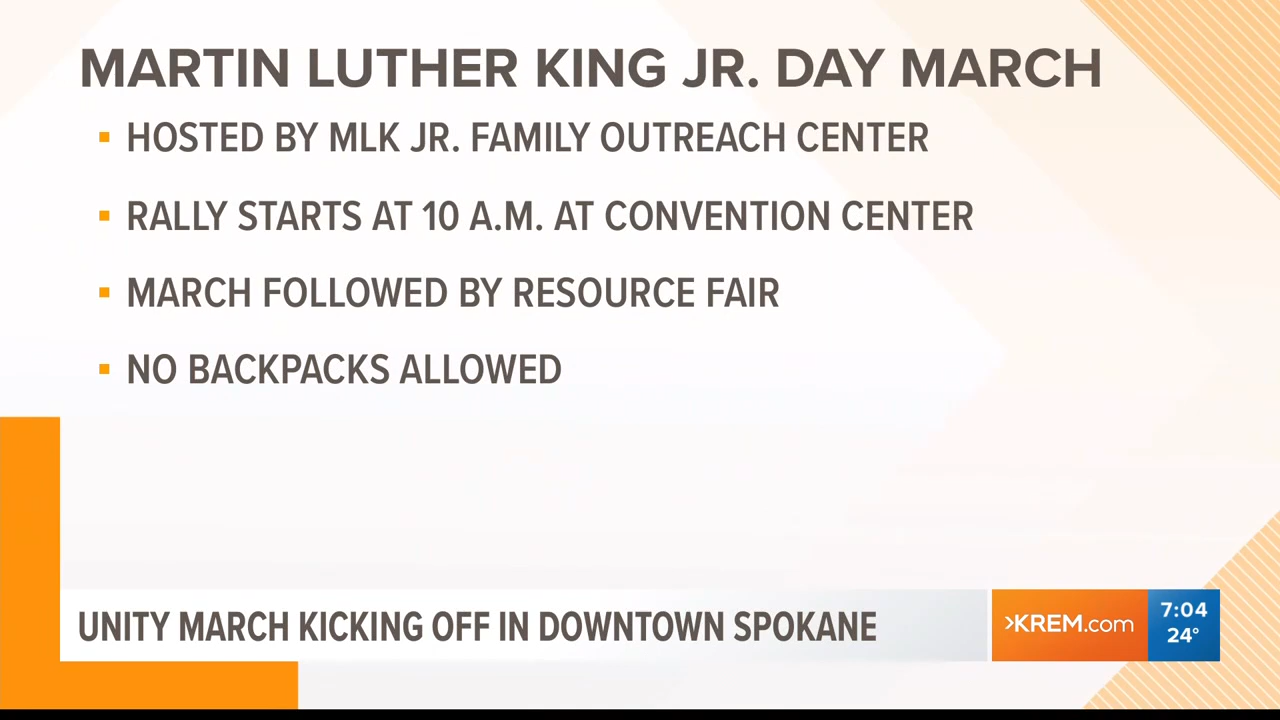 MARTIN LUTHER KING JR. DAY MARCH
▪ HOSTED BY MLK JR. FAMILY OUTREACH CENTER
▪ RALLY STARTS AT 10 A.M. AT CONVENTION CENTER
▪ MARCH FOLLOWED BY RESOURCE FAIR
▪ NO BACKPACKS ALLOWED
UNITY MARCH KICKING OFF IN DOWNTOWN SPOKANE
KREM.com
7:04
24°